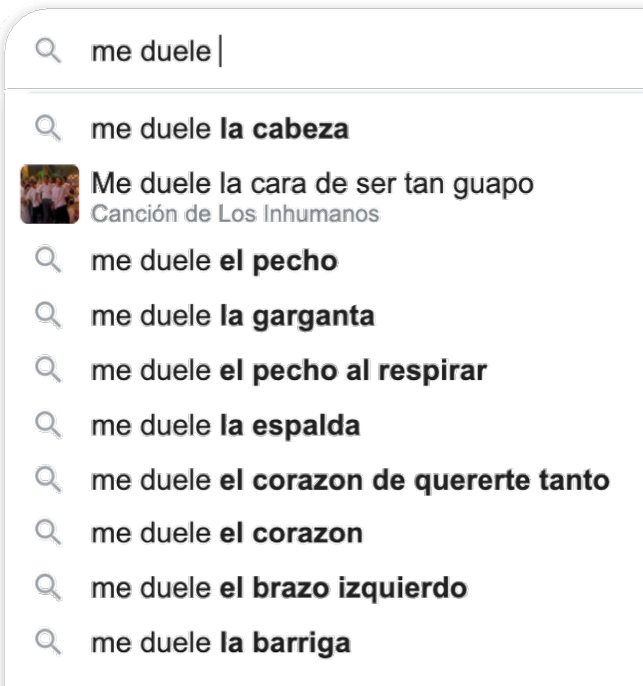 me duele
me duele la cabeza
Me duele la cara de ser tan guapo
Canción de Los Inhumanos
me duele el pecho
me duele la garganta
me duele el pecho al respirar
me duele la espalda
me duele el corazon de quererte tanto
me duele el corazon
me duele el brazo izquierdo
me duele la barriga